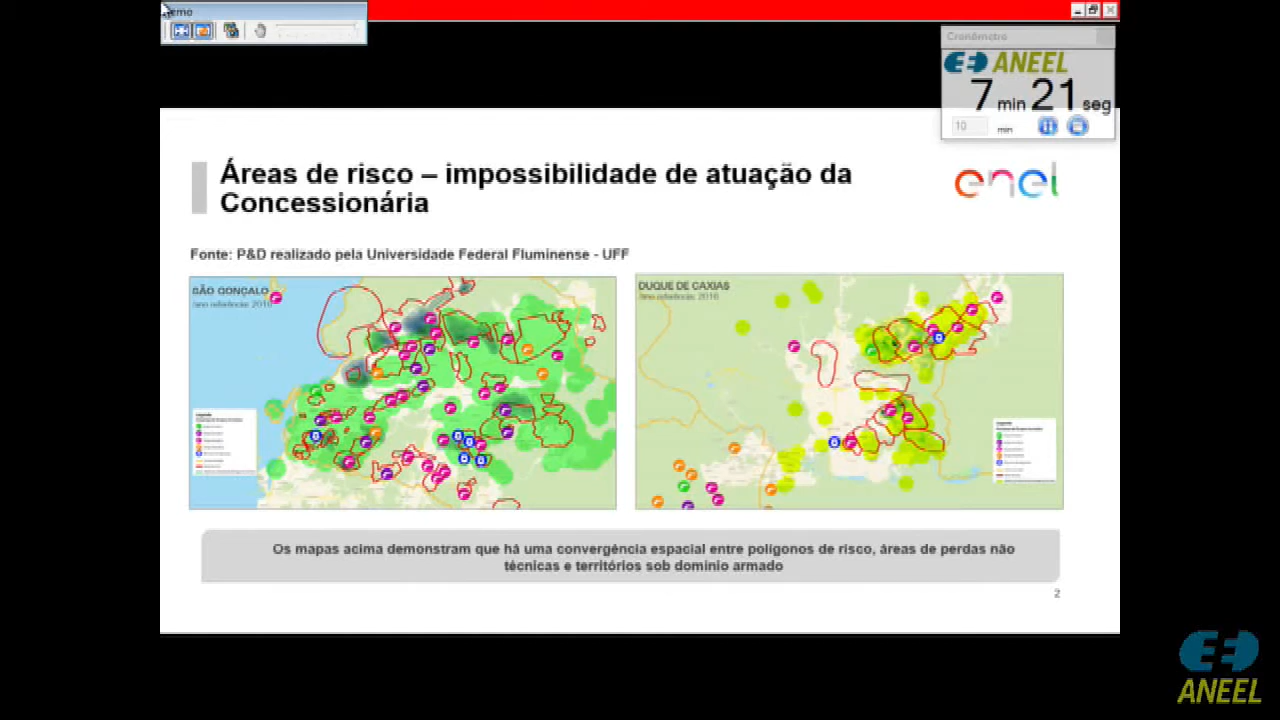 emo
Cronômetro
ANEEL
7 min 21 seg
10 min
Áreas de risco – impossibilidade de atuação da
Concessionária
enel
Fonte: P&D realizado pela Universidade Federal Fluminense - UFF
SÃO GONÇALO
DUQUE DE CAXIAS
Os mapas acima demonstram que há uma convergência espacial entre polígonos de risco, áreas de perdas não
técnicas e territórios sob domínio armado
2
ANEEL